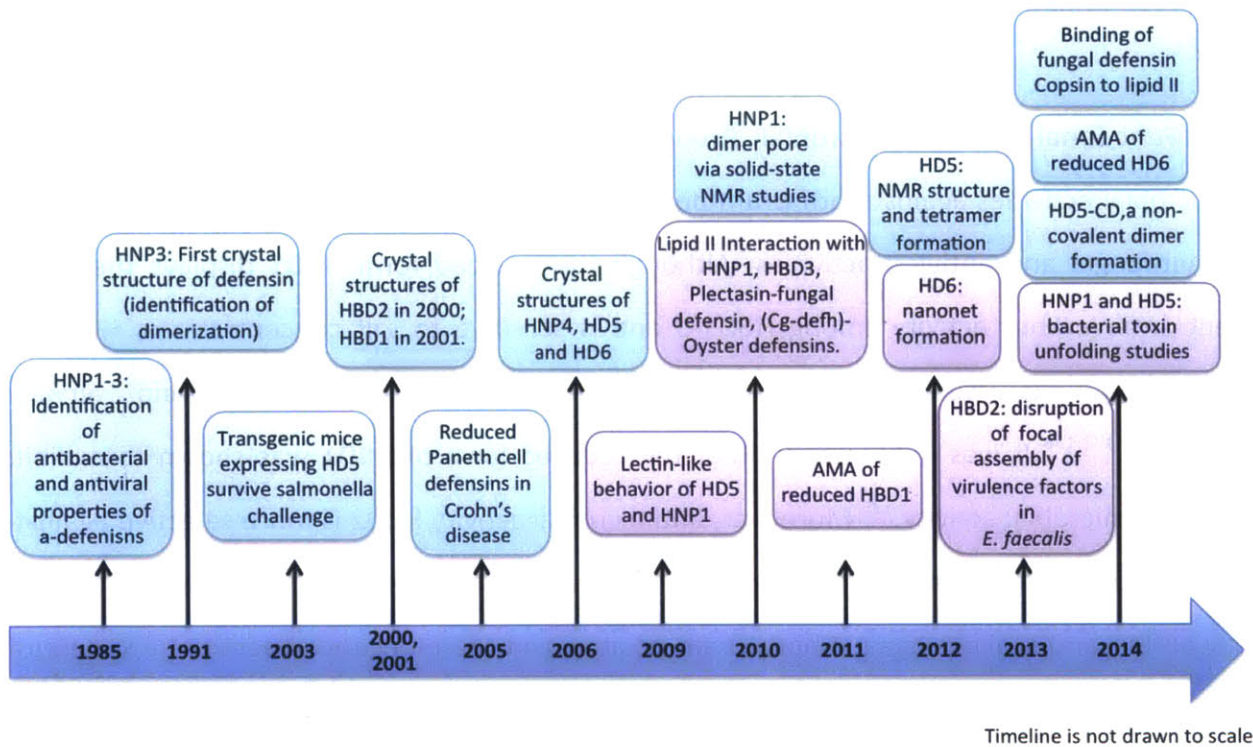 HNP1-3:
Identification
of
antibacterial
and antiviral
properties of
a-defenisns
HNP3: First crystal
structure of defensin
(identification of
dimerization)
Transgenic mice
expressing HD5
survive salmonella
challenge
Crystal
structures of
HBD2 in 2000;
HBD1 in 2001.
Reduced
Paneth cell
defensins in
Crohn's
disease
Crystal
structures of
HNP4, HD5
and HD6
Lectin-like
behavior of HD5
and HNP1
HNP1:
dimer pore
via solid-state
NMR studies
Lipid II Interaction with
HNP1, HBD3,
Plectasin-fungal
defensin, (Cg-defh)-
Oyster defensins.
AMA of
reduced HBD1
HD5:
NMR structure
and tetramer
formation
HD6:
nanonet
formation
HBD2: disruption
of focal
assembly of
virulence factors
in
E. faecalis
Binding of
fungal defensin
Copsin to lipid II
AMA of
reduced HD6
HD5-CD,a non-
covalent dimer
formation
HNP1 and HD5:
bacterial toxin
unfolding studies
1985
1991
2003
2000,
2001
2005
2006
2009
2010
2011
2012
2013
2014
Timeline is not drawn to scale